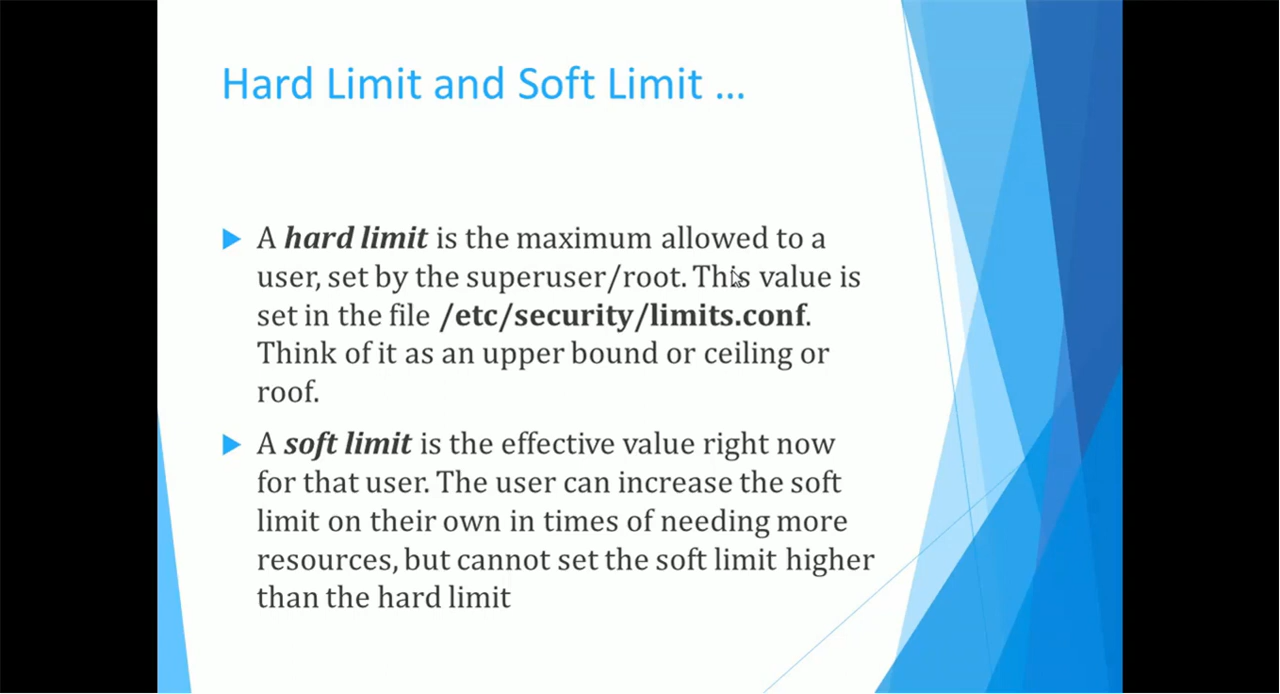 Hard Limit and Soft Limit ...
A hard limit is the maximum allowed to a
user, set by the superuser/root. This value is
set in the file /etc/security/limits.conf.
Think of it as an upper bound or ceiling or
roof.
A soft limit is the effective value right now
for that user. The user can increase the soft
limit on their own in times of needing more
resources, but cannot set the soft limit higher
than the hard limit